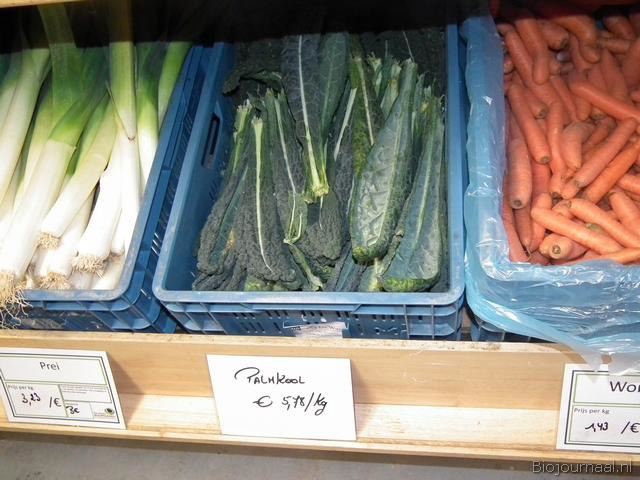 Prei
Prijs per kg
3,23 /€
PALMKOOL
€ 5,78/kg
Wor
Prijs per kg
1,43 /€
Biojournaal.nl